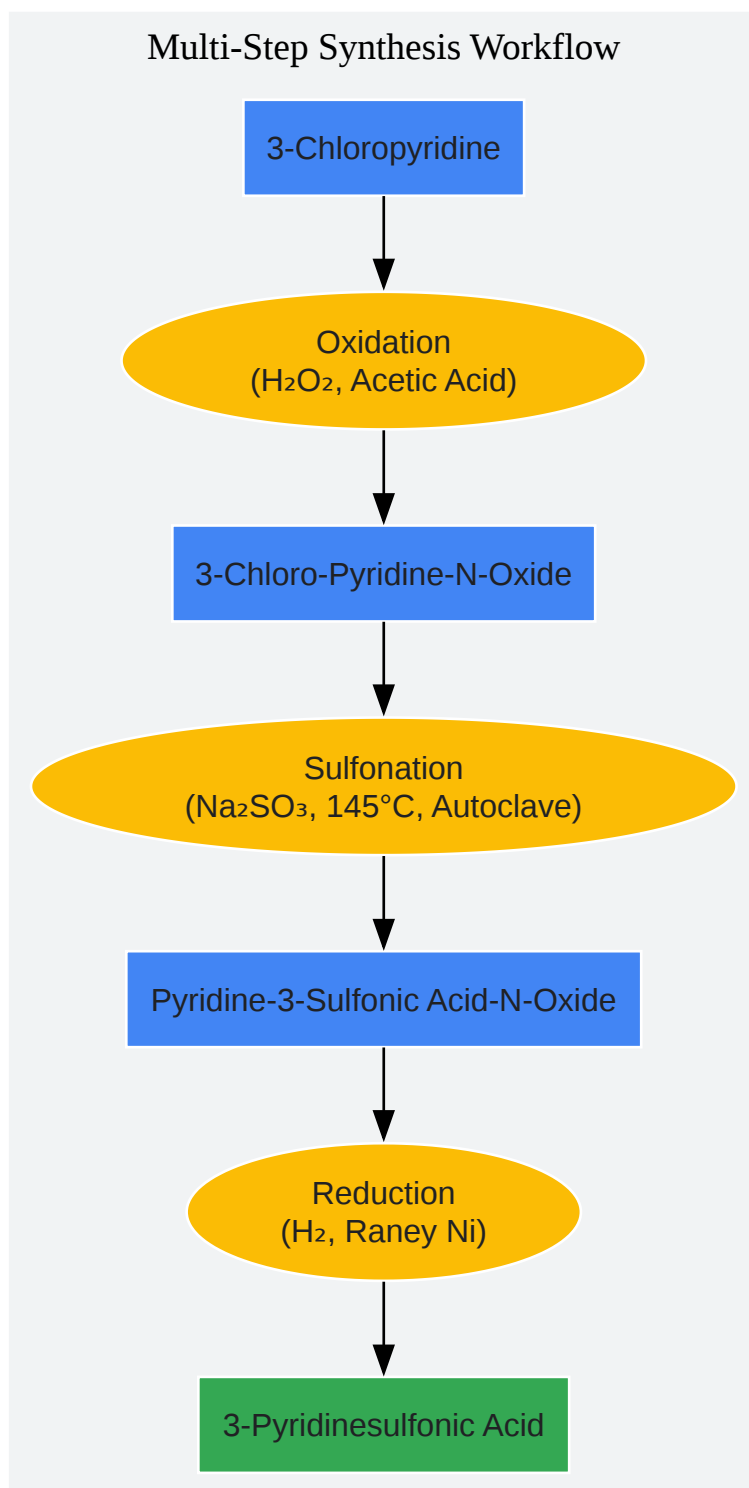 Multi-Step Synthesis Workflow
3-Chloropyridine
Oxidation
(H₂O₂, Acetic Acid)
3-Chloro-Pyridine-N-Oxide
Sulfonation
(Na₂SO₃, 145°C, Autoclave)
Pyridine-3-Sulfonic Acid-N-Oxide
Reduction
(H₂, Raney Ni)
3-Pyridinesulfonic Acid